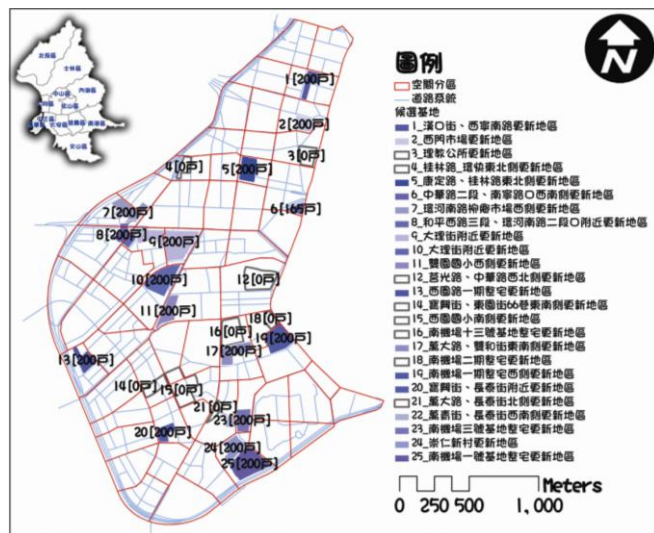 北投區
士林區
內湖區
中山區
松山區
信義區
南港區
文山區
N
圖例
空間分區
道路系統
候選基地
1_漢口街、西寧南路更新地區
2_西門市場更新地區
3_理教公所更新地區
4_桂林路_環快東北側更新地區
5_康定路、桂林路東北側更新地區
6_中華路二段、南寧路口西南側更新地區
7_環河南路柳鄉市場西側更新地區
8_和平西路三段、環河南路二段口附近更新地區
9_大理街附近更新地區
10_大理街附近更新地區
11_雙園國小西側更新地區
12_莒光路、中華路西北側更新地區
13_西園路一期整宅更新地區
14_寶興街、東園街66巷東南側更新地區
15_西園國小南側更新地區
16_南機場十三號基地整宅更新地區
17_萬大路、雙和街東南側更新地區
18_南機場二期整宅更新地區
19_南機場一期整宅西側更新地區
20_寶興街、長泰街附近更新地區
21_萬大路、長泰街北側更新地區
22_萬青街、長泰街西南側更新地區
23_南機場三號基地整宅更新地區
24_崇仁新村更新地區
25_南機場一號基地整宅更新地區
Meters
0 250 500 1,000
1[200戶]
2[200戶]
3[0戶]
4[0戶]
5[200戶]
6[165戶]
7[200戶]
8[200戶]
9[200戶]
10[200戶]
11[200戶]
12[0戶]
13[200戶]
14[0戶]
15[0戶]
16[0戶]
17[200戶]
18[0戶]
19[200戶]
20[200戶]
21[0戶]
23[200戶]
24[200戶]
25[200戶]